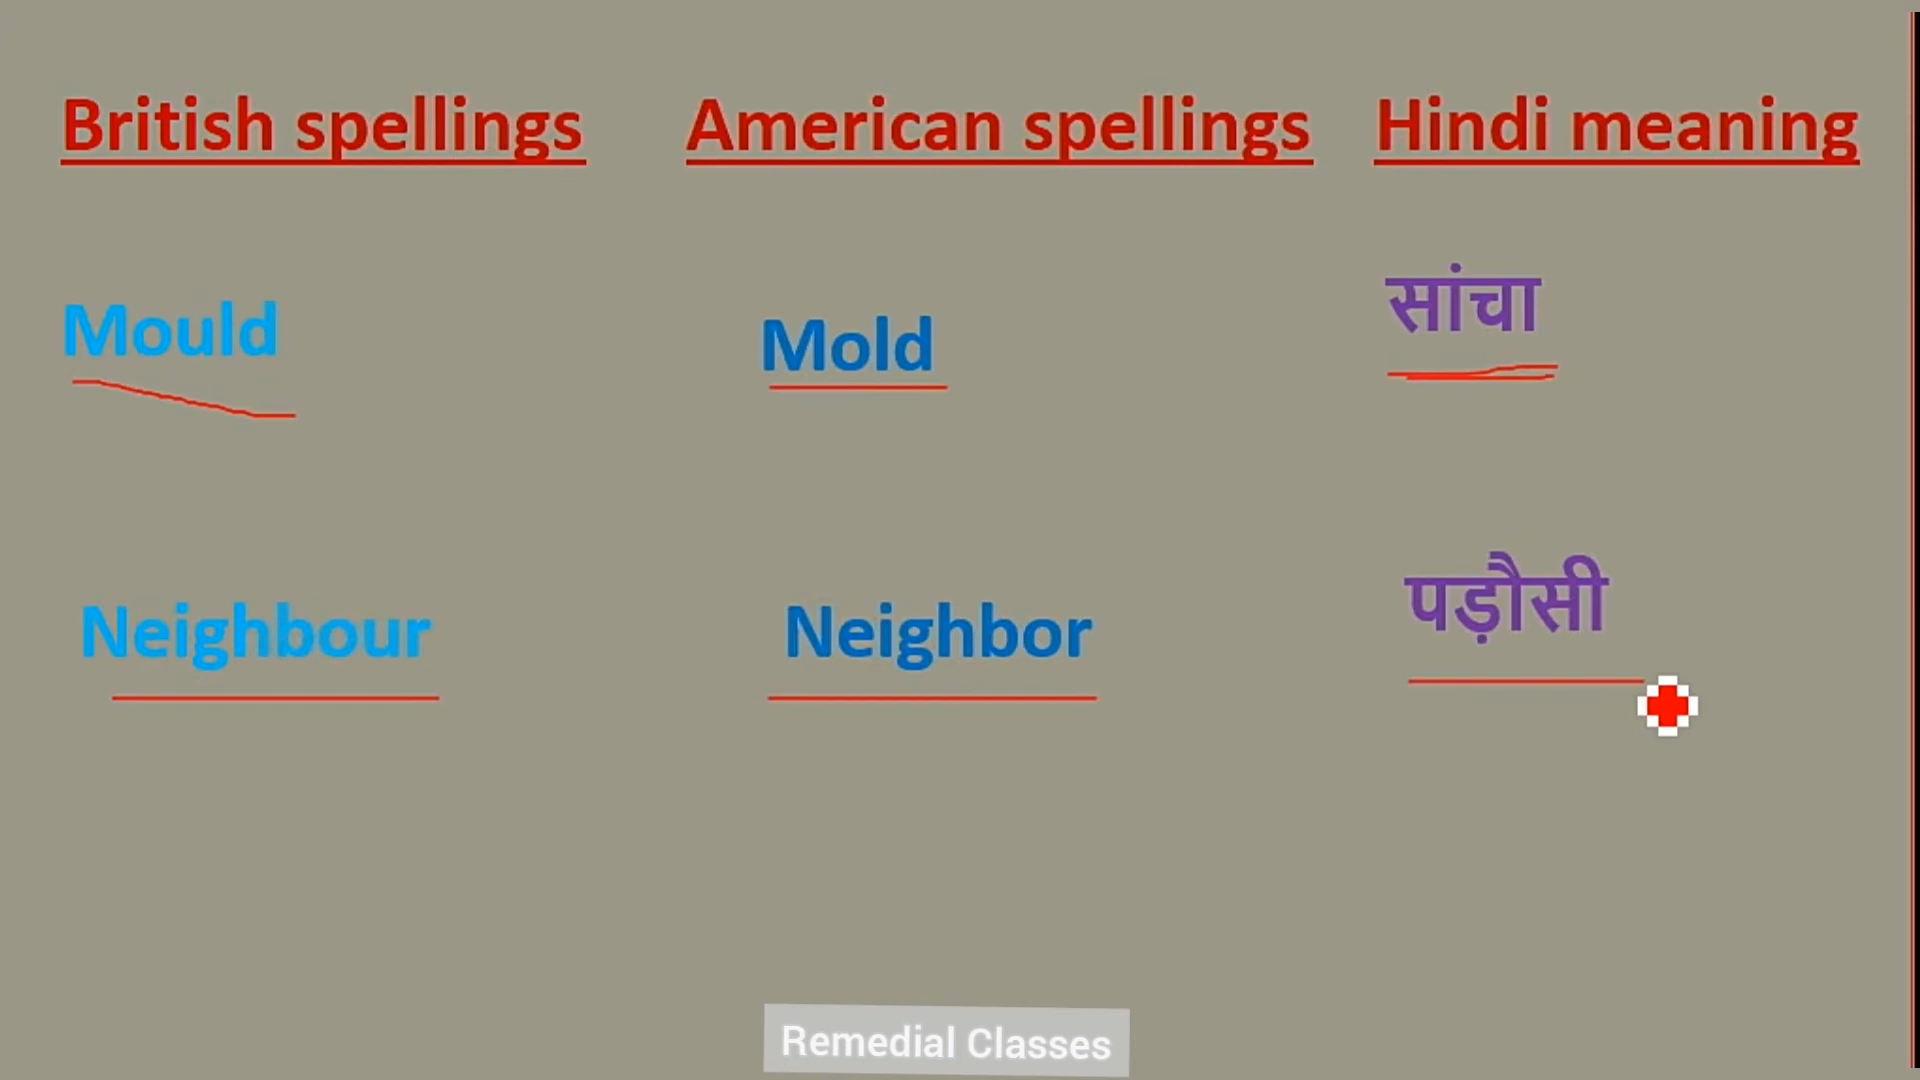 British spellings American spellings Hindi meaning
Mould Mold सांचा
Neighbour Neighbor पड़ौसी
Remedial Classes